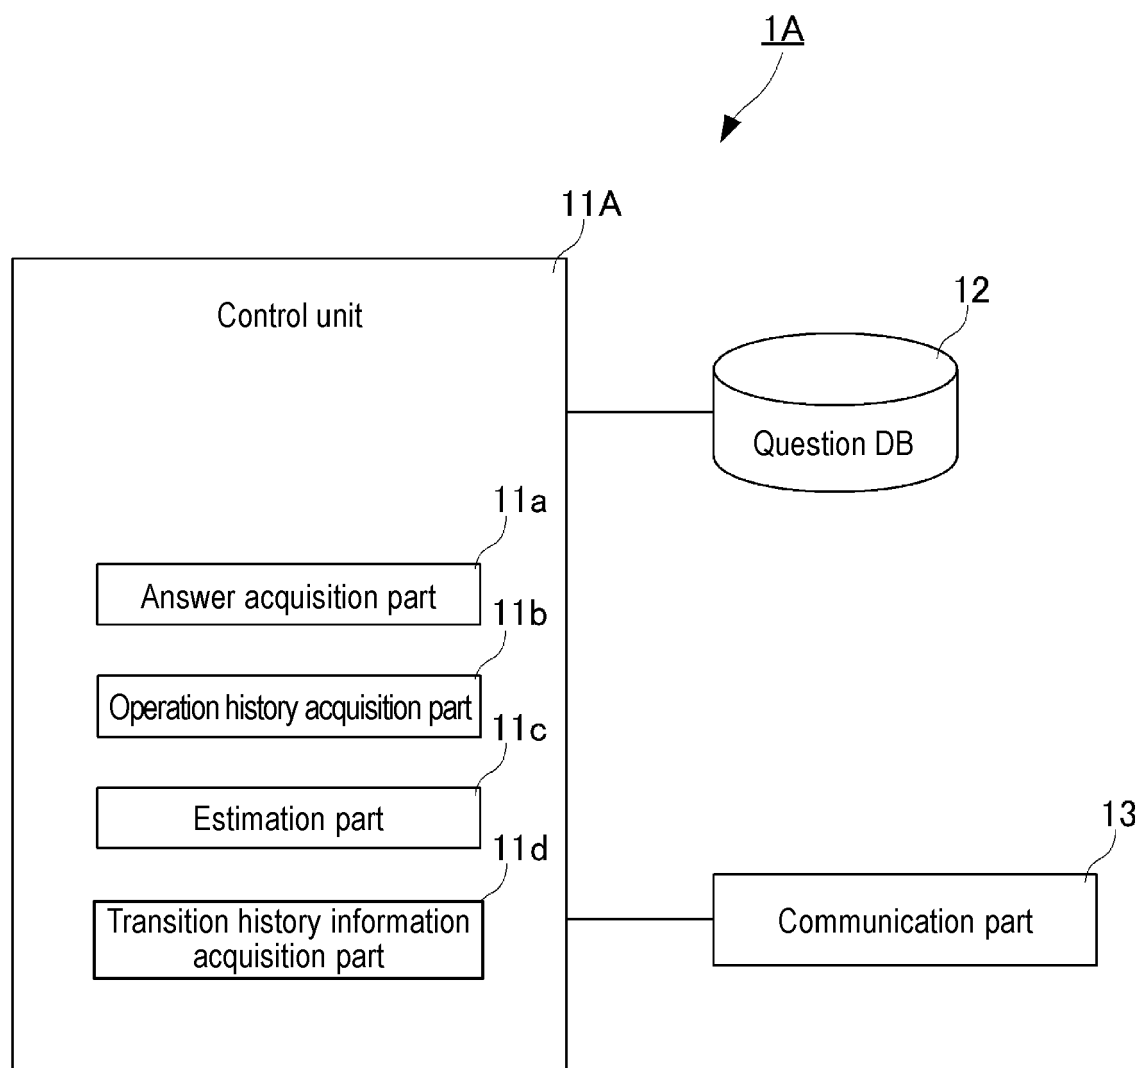 1A
11A
Control unit
12
Question DB
11a
Answer acquisition part
11b
Operation history acquisition part
11c
Estimation part
11d
Transition history information
acquisition part
13
Communication part